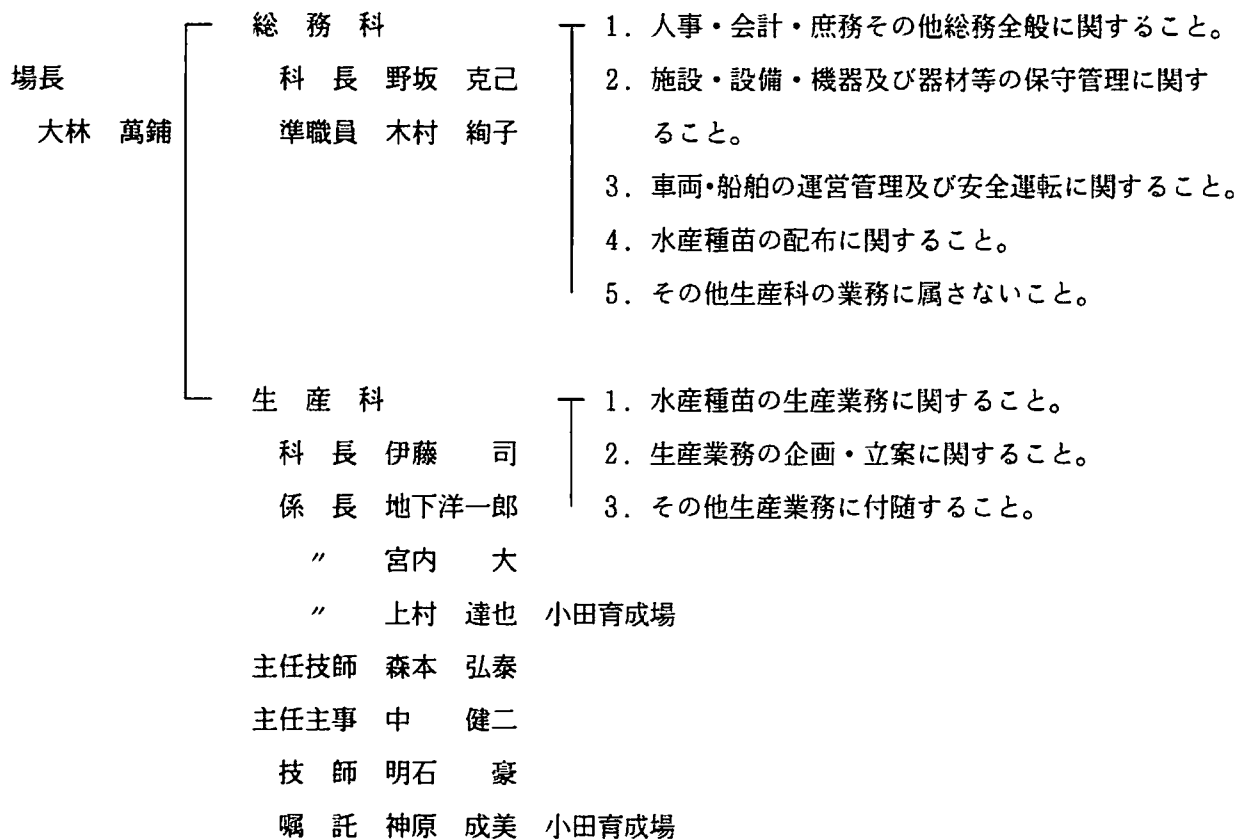 場長
大林 萬鋪
総務科
科長 野坂 克己
準職員 木村 絢子
1. 人事・会計・庶務その他総務全般に関すること。
2. 施設・設備・機器及び器材等の保守管理に関す
ること。
3. 車両・船舶の運営管理及び安全運転に関すること。
4. 水産種苗の配布に関すること。
5. その他生産科の業務に属さないこと。
生産科
科長 伊藤 司
係長 地下洋一郎
〃 宮内 大
〃 上村 達也 小田育成場
主任技師 森本 弘泰
主任主事 中 健二
技師 明石 豪
嘱託 神原 成美 小田育成場
1. 水産種苗の生産業務に関すること。
2. 生産業務の企画・立案に関すること。
3. その他生産業務に付随すること。